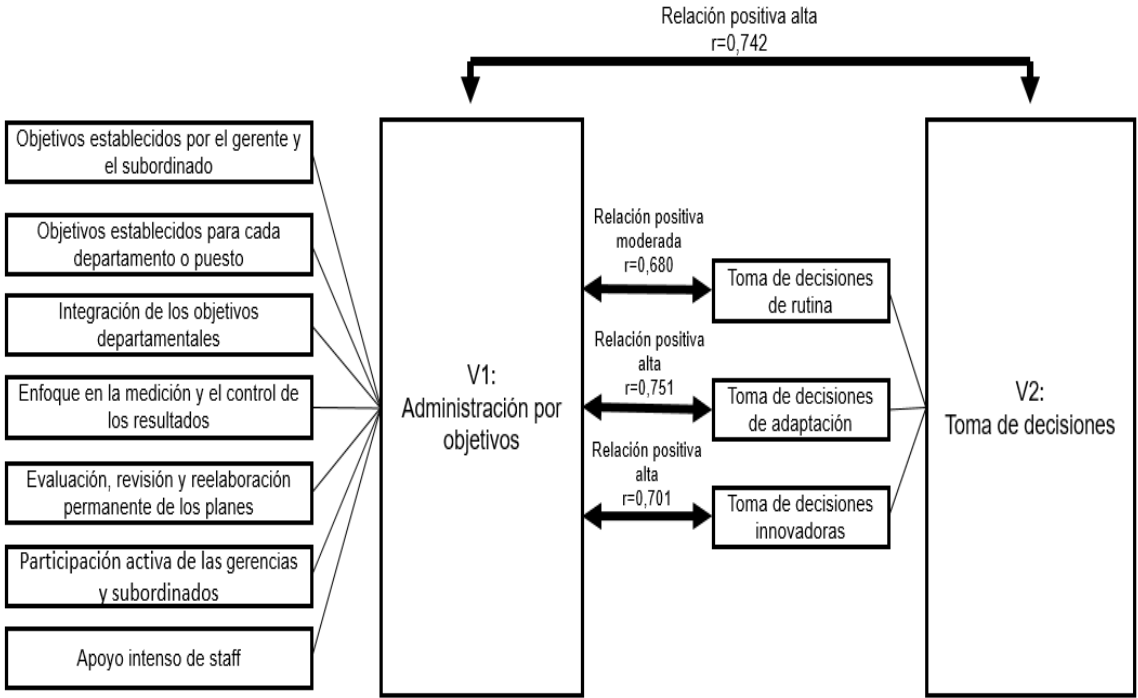 Relación positiva alta
r=0,742
Objetivos establecidos por el gerente y
el subordinado
Objetivos establecidos para cada
departamento o puesto
Integración de los objetivos
departamentales
Enfoque en la medición y el control de
los resultados
Evaluación, revisión y reelaboración
permanente de los planes
Participación activa de las gerencias
y subordinados
Apoyo intenso de staff
V1:
Administración por
objetivos
Relación positiva
moderada
r=0,680
Relación positiva
alta
r=0,751
Relación positiva
alta
r=0,701
Toma de decisiones
de rutina
Toma de decisiones
de adaptación
Toma de decisiones
innovadoras
V2:
Toma de decisiones